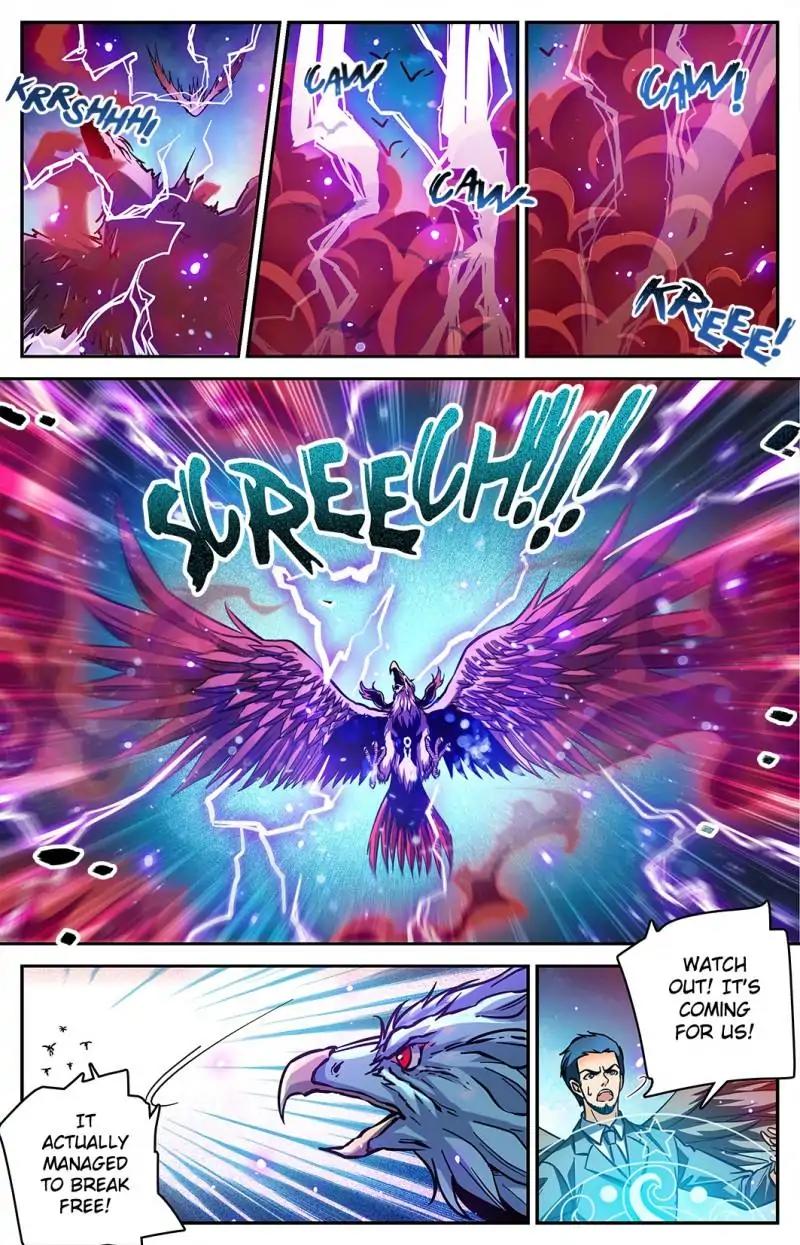 KRRSHHH!
CAW
CAW-
CAW!
KREEE!
SCREECH!!!
IT
ACTUALLY
MANAGED
TO BREAK
FREE!
WATCH
OUT! IT'S
COMING
FOR US!